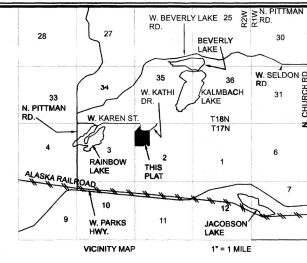 28
27
W. BEVERLY LAKE RD.
25
R2W
R1W
N. PITTMAN RD.
30
BEVERLY LAKE
33
34
35
36
W. SELDON RD.
31
N. CHURCH RD.
N. PITTMAN RD.
W. KATHI DR.
KALMBACH LAKE
W. KAREN ST.
T18N
T17N
4
3
RAINBOW LAKE
THIS PLAT
2
1
6
ALASKA RAILROAD
7
9
10
W. PARKS HWY.
11
12
JACOBSON LAKE
VICINITY MAP
1" = 1 MILE